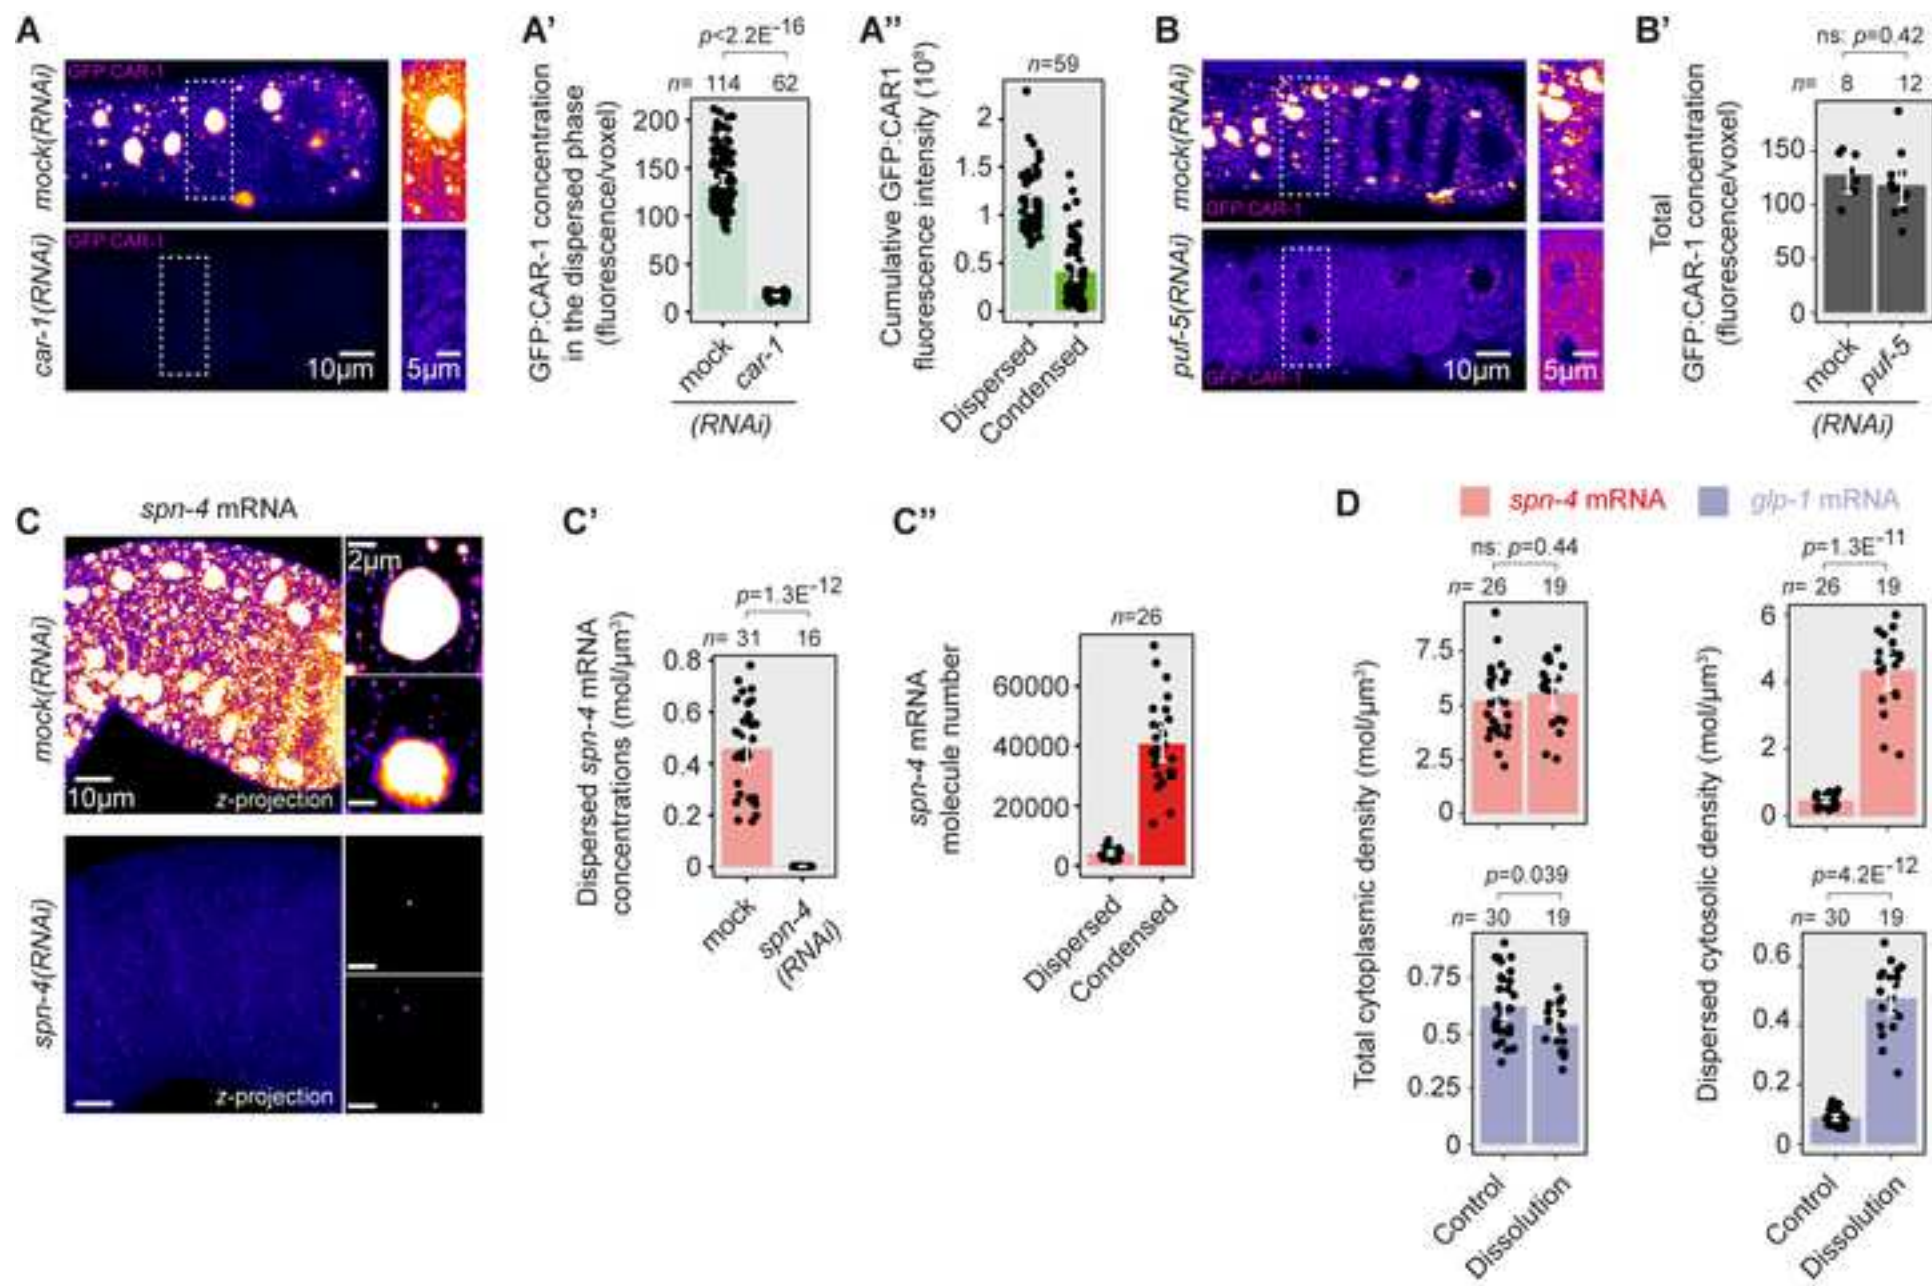 A
mock(RNAi)
GFP:CAR-1
car-1(RNAi)
GFP:CAR-1
10µm
5µm
A'
p<2.2E-16
n= 114 62
GFP:CAR-1 concentration
in the dispersed phase
(fluorescence/voxel)
200
150
100
50
0
mock
car-1
(RNAi)
A''
n=59
Cumulative GFP:CAR1
fluorescence intensity (10⁸)
2
1.5
1
0.5
0
Dispersed
Condensed
B
mock(RNAi)
GFP:CAR-1
puf-5(RNAi)
GFP:CAR-1
10µm
5µm
B'
ns: p=0.42
n= 8 12
Total
GFP:CAR-1 concentration
(fluorescence/voxel)
150
100
50
0
mock
puf-5
(RNAi)
C
spn-4 mRNA
mock(RNAi)
2µm
10µm
z-projection
spn-4(RNAi)
z-projection
C'
p=1.3E-12
n= 31 16
Dispersed spn-4 mRNA
concentrations (mol/µm³)
0.8
0.6
0.4
0.2
0
mock
spn-4
(RNAi)
C''
n=26
spn-4 mRNA
molecule number
60000
40000
20000
0
Dispersed
Condensed
D
spn-4 mRNA
glp-1 mRNA
Total cytoplasmic density (mol/µm³)
ns: p=0.44
n= 26 19
7.5
5
2.5
0
p=0.039
n= 30 19
0.75
0.5
0.25
0
Control
Dissolution
Dispersed cytosolic density (mol/µm³)
p=1.3E-11
n= 26 19
6
4
2
0
p=4.2E-12
n= 30 19
0.6
0.4
0.2
0
Control
Dissolution